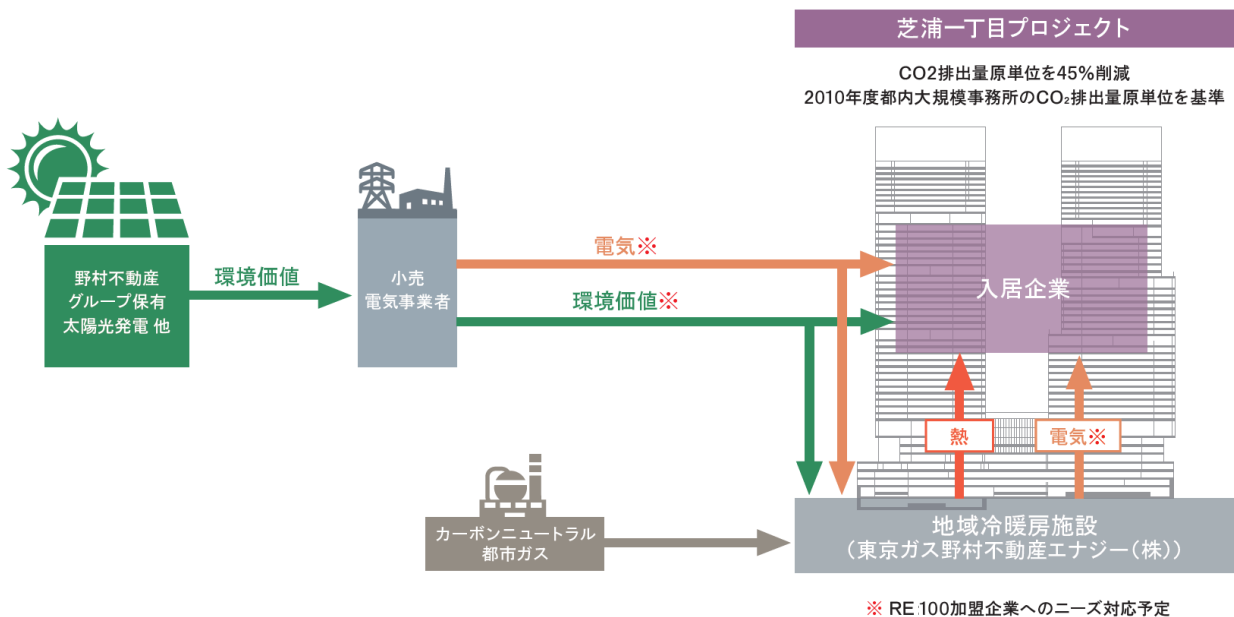 芝浦一丁目プロジェクト
CO2排出量原単位を45%削減
2010年度都内大規模事務所のCO₂排出量原単位を基準
野村不動産
グループ保有
太陽光発電 他
環境価値
小売
電気事業者
電気※
環境価値※
入居企業
熱
電気※
カーボンニュートラル
都市ガス
地域冷暖房施設
（東京ガス野村不動産エナジー（株））
※ RE100加盟企業へのニーズ対応予定